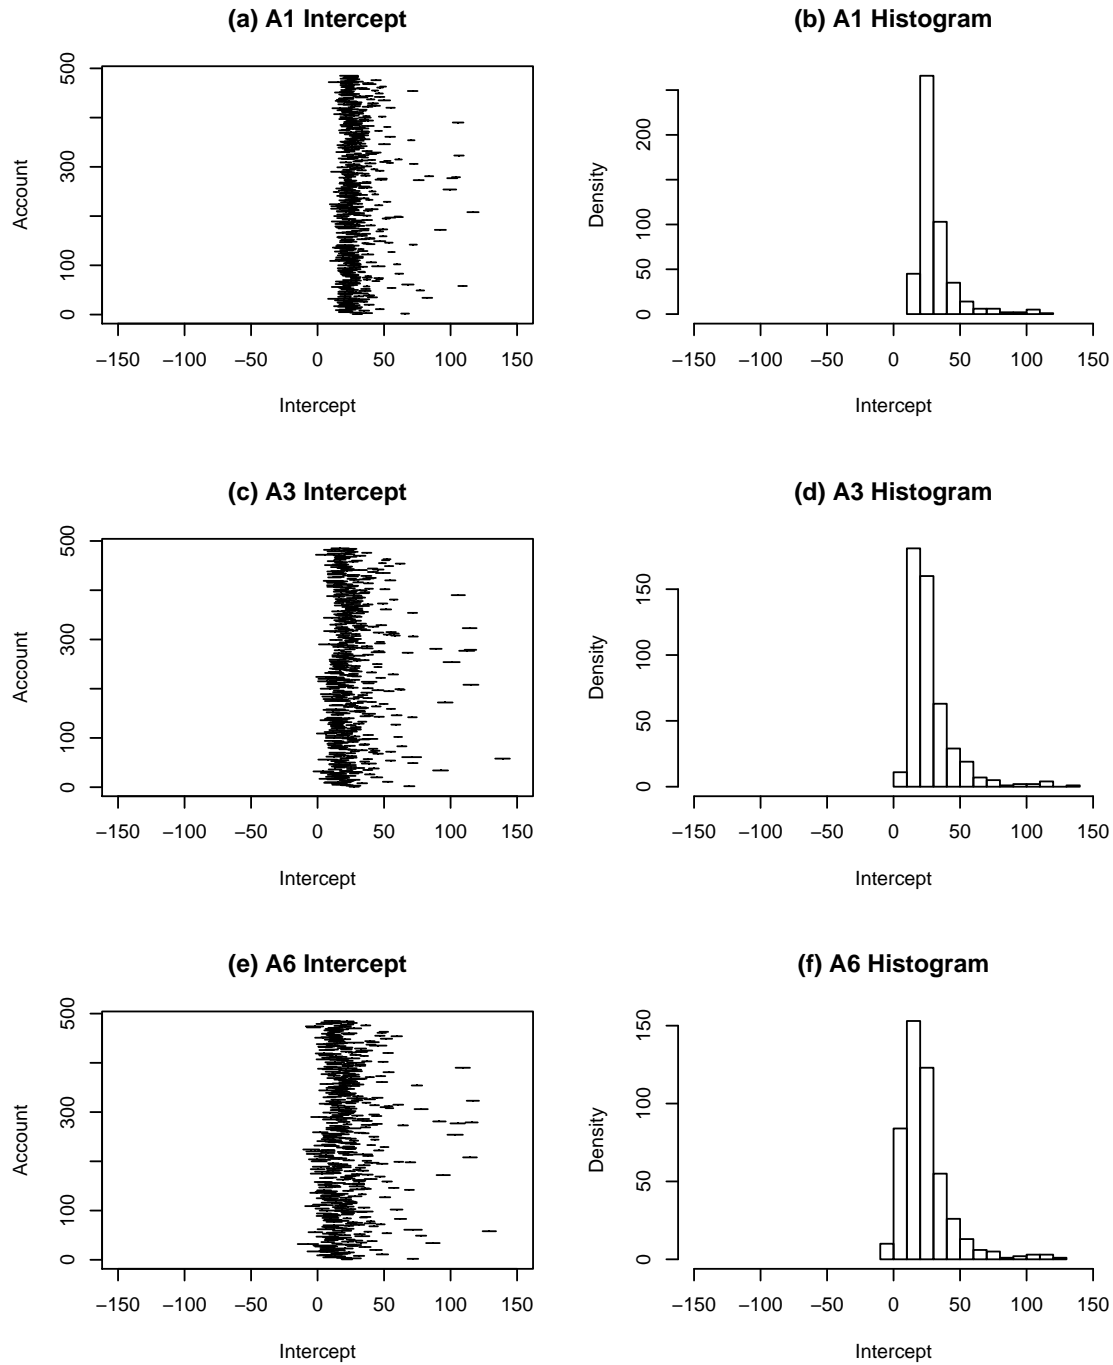 (a) A1 Intercept
500
300
100
0
Account
−150 −100 −50 0 50 100 150
Intercept
(b) A1 Histogram
200
100
50
0
Density
−150 −100 −50 0 50 100 150
Intercept
(c) A3 Intercept
500
300
100
0
Account
−150 −100 −50 0 50 100 150
Intercept
(d) A3 Histogram
150
100
50
0
Density
−150 −100 −50 0 50 100 150
Intercept
(e) A6 Intercept
500
300
100
0
Account
−150 −100 −50 0 50 100 150
Intercept
(f) A6 Histogram
150
100
50
0
Density
−150 −100 −50 0 50 100 150
Intercept